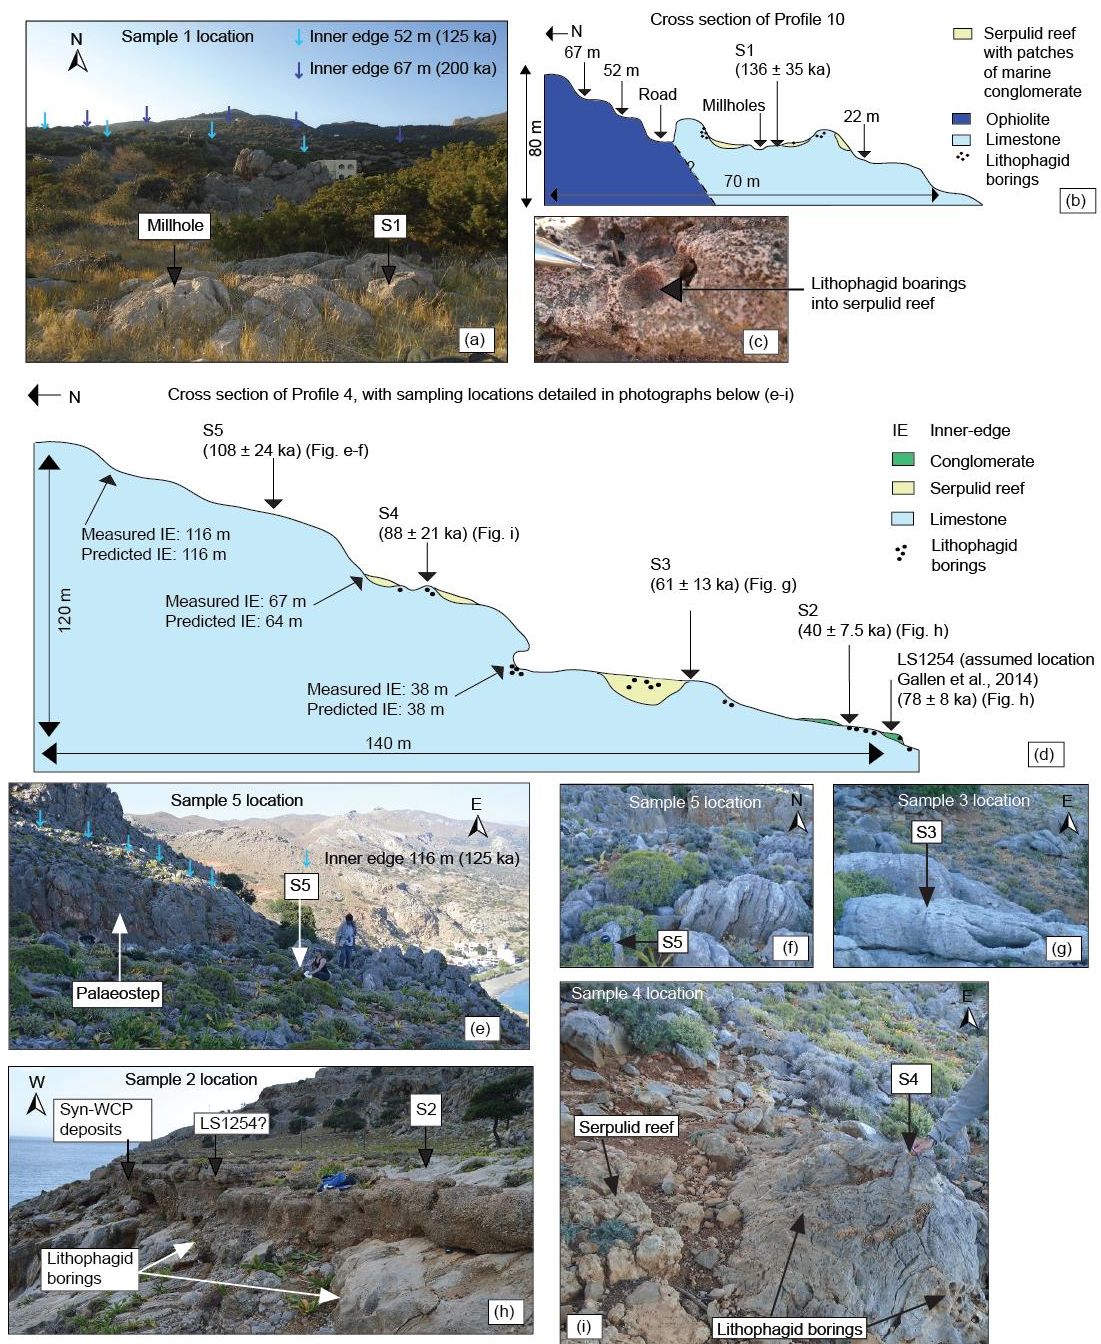 N
Sample 1 location
Inner edge 52 m (125 ka)
Inner edge 67 m (200 ka)
Millhole
S1
(a)
Cross section of Profile 10
N
67 m
52 m
Road
S1
(136 ± 35 ka)
Millholes
22 m
80 m
?
70 m
Serpulid reef
with patches
of marine
conglomerate
Ophiolite
Limestone
Lithophagid
borings
(b)
Lithophagid boarings
into serpulid reef
(c)
N
Cross section of Profile 4, with sampling locations detailed in photographs below (e-i)
S5
(108 ± 24 ka) (Fig. e-f)
S4
(88 ± 21 ka) (Fig. i)
S3
(61 ± 13 ka) (Fig. g)
S2
(40 ± 7.5 ka) (Fig. h)
LS1254 (assumed location
Gallen et al., 2014)
(78 ± 8 ka) (Fig. h)
IE Inner-edge
Conglomerate
Serpulid reef
Limestone
Lithophagid
borings
Measured IE: 116 m
Predicted IE: 116 m
Measured IE: 67 m
Predicted IE: 64 m
Measured IE: 38 m
Predicted IE: 38 m
120 m
140 m
(d)
Sample 5 location
E
Inner edge 116 m (125 ka)
S5
Palaeostep
(e)
Sample 5 location
N
S5
(f)
Sample 3 location
E
S3
(g)
W
Sample 2 location
Syn-WCP
deposits
LS1254?
S2
Lithophagid
borings
(h)
Sample 4 location
E
S4
Serpulid reef
Lithophagid borings
(i)